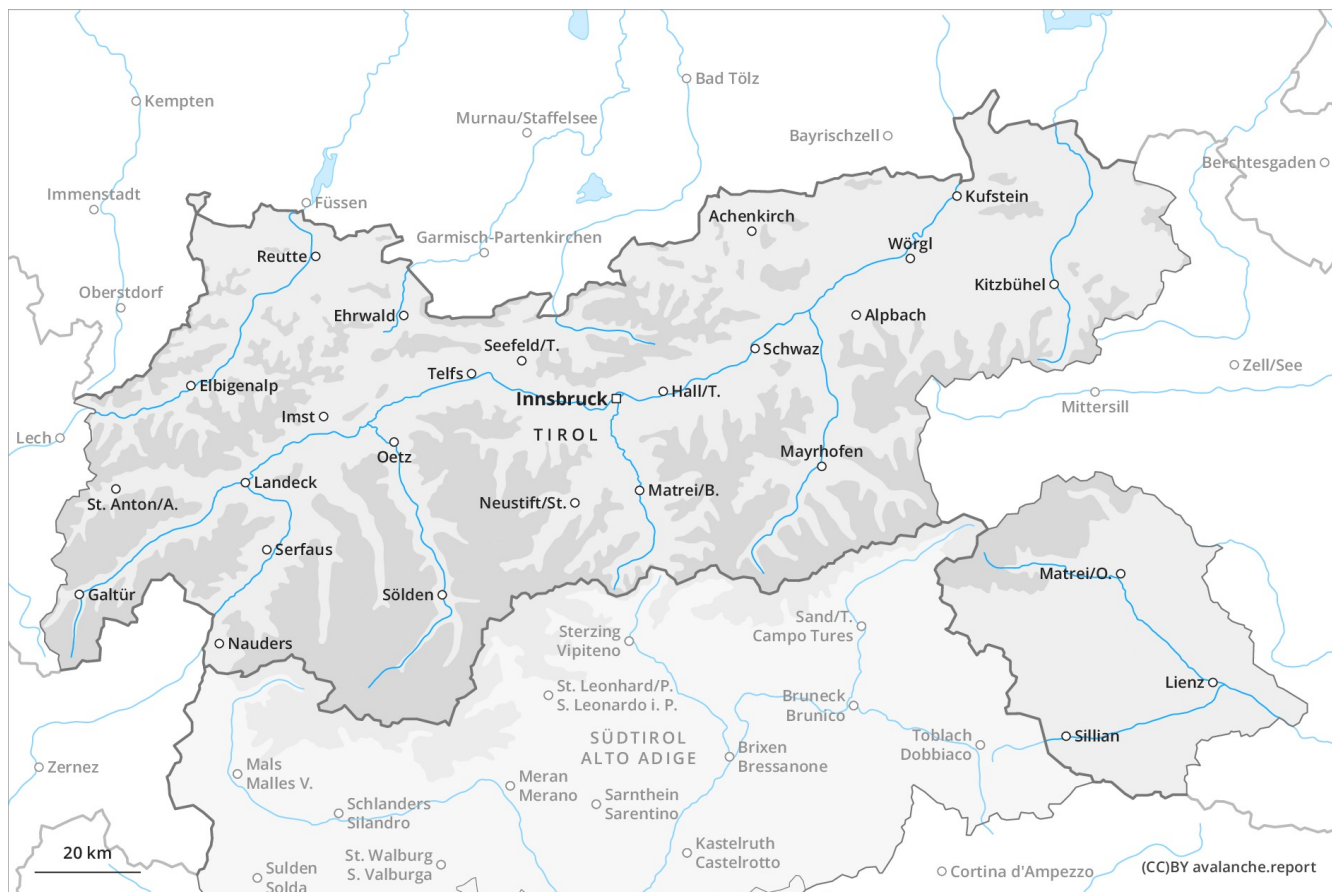 Bad Tölz
Kempten
Murnau/Staffelsee
Bayrischzell
Berchtesgaden
Immenstadt
Füssen
Kufstein
Achenkirch
Garmisch-Partenkirchen
Wörgl
Reutte
Kitzbühel
Oberstdorf
Ehrwald
Alpbach
Seefeld/T.
Schwaz
Zell/See
Telfs
Elbigenalp
Hall/T.
Innsbruck
Mittersill
Imst
TIROL
Lech
Oetz
Mayrhofen
Landeck
Matrei/B.
St. Anton/A.
Neustift/St.
Serfaus
Matrei/O.
Galtür
Sölden
Sand/T.
Campo Tures
Sterzing
Vipiteno
Nauders
Lienz
St. Leonhard/P.
S. Leonardo i. P.
Bruneck
Brunico
SÜDTIROL
ALTO ADIGE
Toblach
Dobbiaco
Sillian
Brixen
Bressanone
Zernez
Mals
Malles V.
Meran
Merano
Sarnthein
Sarentino
Schlanders
Silandro
Kastelruth
Castelrotto
20 km
St. Walburg
S. Valburga
Sulden
Solda
Cortina d'Ampezzo
(CC)BY avalanche.report